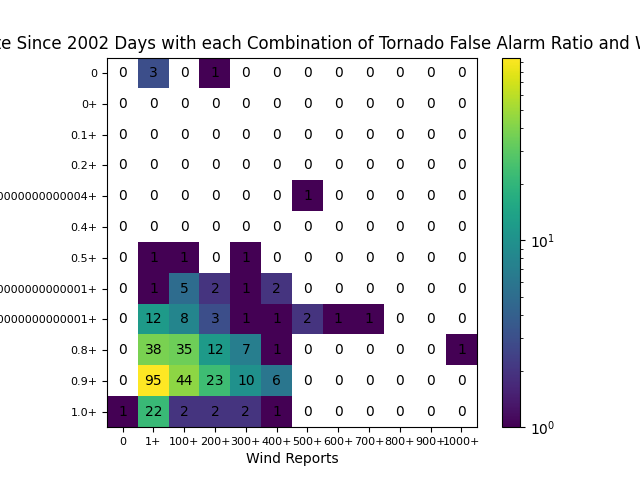 te Since 2002 Days with each Combination of Tornado False Alarm Ratio and W
0 0 3 0 1 0 0 0 0 0 0 0 0
0+ 0 0 0 0 0 0 0 0 0 0 0 0
0.1+ 0 0 0 0 0 0 0 0 0 0 0 0
0.2+ 0 0 0 0 0 0 0 0 0 0 0 0
0000000000004+ 0 0 0 0 0 0 1 0 0 0 0 0
0.4+ 0 0 0 0 0 0 0 0 0 0 0 0
0.5+ 0 1 1 0 1 0 0 0 0 0 0 0
0000000000001+ 0 1 5 2 1 2 0 0 0 0 0 0
0000000000001+ 0 12 8 3 1 1 2 1 1 0 0 0
0.8+ 0 38 35 12 7 1 0 0 0 0 0 1
0.9+ 0 95 44 23 10 6 0 0 0 0 0 0
1.0+ 1 22 2 2 2 1 0 0 0 0 0 0
0 1+ 100+ 200+ 300+ 400+ 500+ 600+ 700+ 800+ 900+ 1000+
Wind Reports
10¹
10⁰